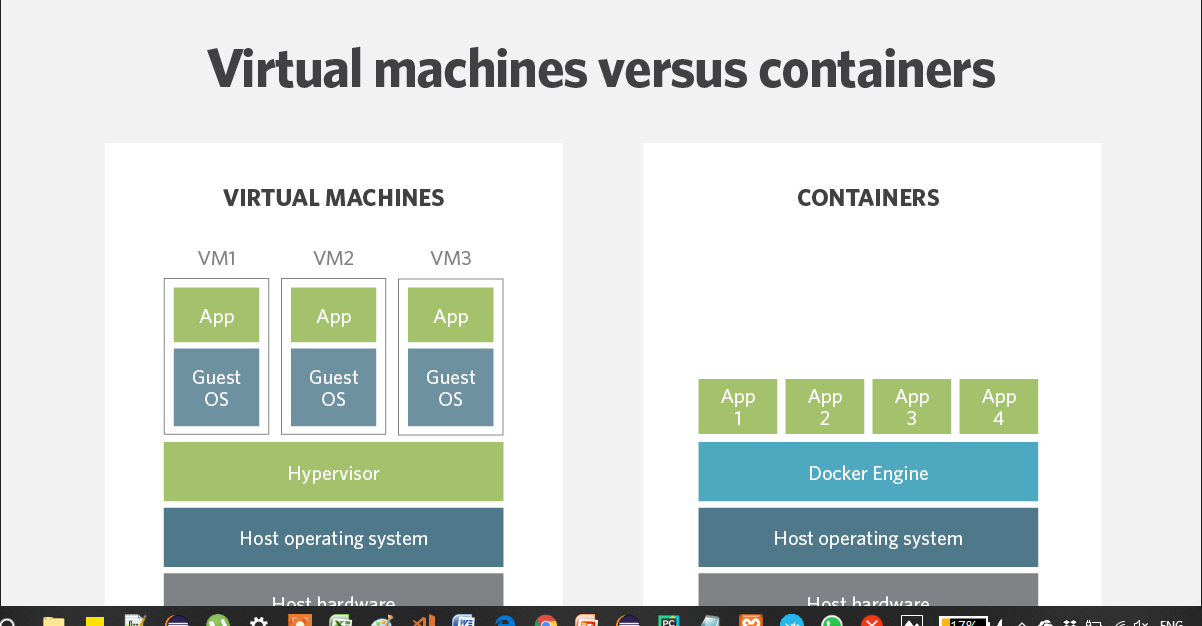 Virtual machines versus containers
VIRTUAL MACHINES
VM1 VM2 VM3
App App App
Guest OS
Guest OS
Guest OS
Hypervisor
Host operating system
Host hardware
CONTAINERS
App 1
App 2
App 3
App 4
Docker Engine
Host operating system
Host hardware
17%
ENG